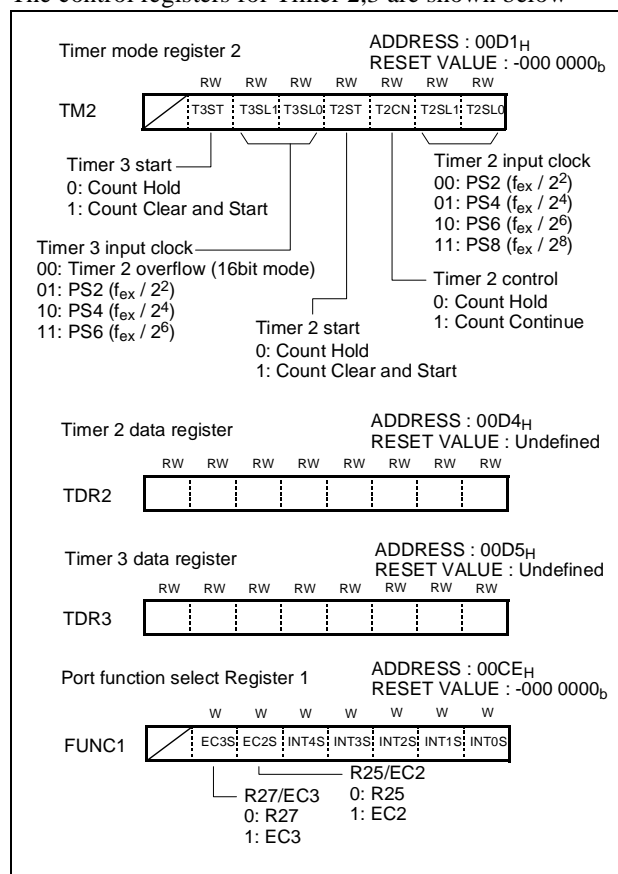 The control registers for Timer 2,3 are shown below
Timer mode register 2
ADDRESS : 00D1H
RESET VALUE : -000 0000b
RW RW RW RW RW RW RW
TM2 T3ST T3SL1 T3SL0 T2ST T2CN T2SL1 T2SL0
Timer 3 start
0: Count Hold
1: Count Clear and Start
Timer 2 input clock
00: PS2 (fex / 2²)
01: PS4 (fex / 2⁴)
10: PS6 (fex / 2⁶)
11: PS8 (fex / 2⁸)
Timer 3 input clock
00: Timer 2 overflow (16bit mode)
01: PS2 (fex / 2²)
10: PS4 (fex / 2⁴)
11: PS6 (fex / 2⁶)
Timer 2 control
0: Count Hold
1: Count Continue
Timer 2 start
0: Count Hold
1: Count Clear and Start
Timer 2 data register
ADDRESS : 00D4H
RESET VALUE : Undefined
RW RW RW RW RW RW RW RW
TDR2
Timer 3 data register
ADDRESS : 00D5H
RESET VALUE : Undefined
RW RW RW RW RW RW RW RW
TDR3
Port function select Register 1
ADDRESS : 00CEH
RESET VALUE : -000 0000b
W W W W W W W
FUNC1 EC3S EC2S INT4S INT3S INT2S INT1S INT0S
R25/EC2
0: R25
1: EC2
R27/EC3
0: R27
1: EC3